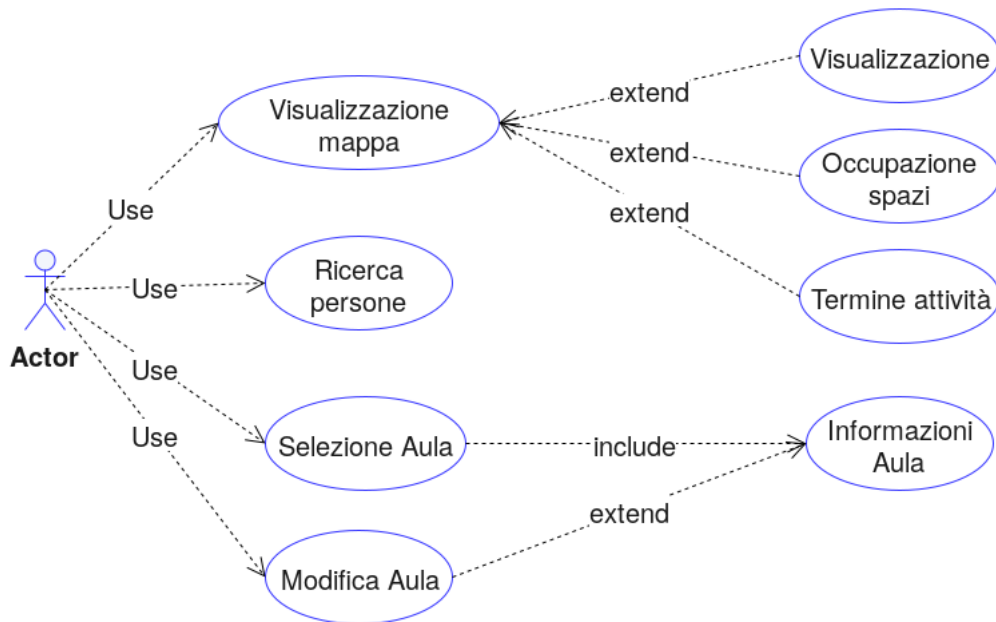 Visualizzazione
extend
Visualizzazione
mappa
extend
Occupazione
spazi
Use
extend
Ricerca
persone
Use
Termine attività
Actor
Use
Selezione Aula
include
Informazioni
Aula
Use
extend
Modifica Aula